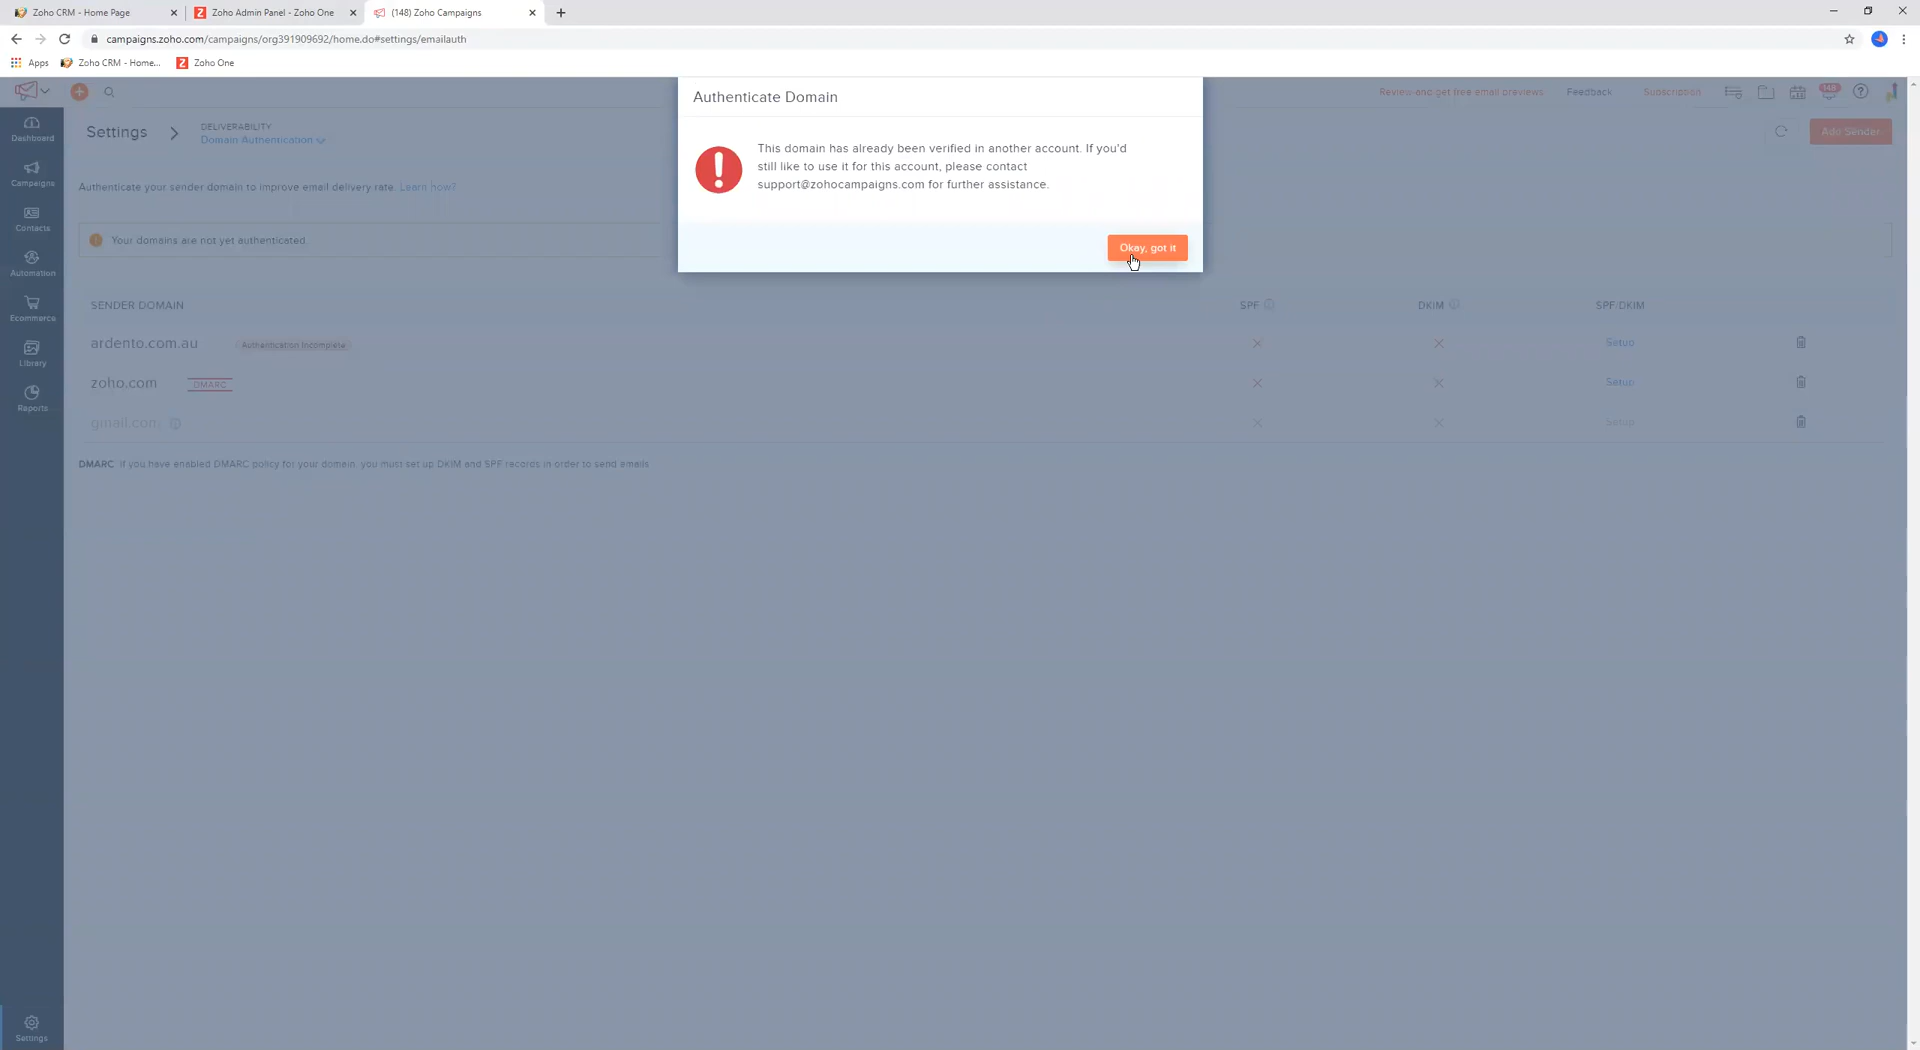 Zoho CRM - Home Page
Zoho Admin Panel - Zoho One
(148) Zoho Campaigns
campaigns.zoho.com/campaigns/org391909692/home.do#settings/emailauth
Apps
Zoho CRM - Home...
Zoho One
Authenticate Domain
This domain has already been verified in another account. If you'd
still like to use it for this account, please contact
support@zohocampaigns.com for further assistance.
Okay, got it
Review and get free email previews
Feedback
Subscription
148
Settings
DELIVERABILITY
Domain Authentication
Add Sender
Authenticate your sender domain to improve email delivery rate. Learn how?
Your domains are not yet authenticated.
SENDER DOMAIN
SPF
DKIM
SPF/DKIM
ardento.com.au
Authentication Incomplete
Setup
zoho.com
DMARC
Setup
gmail.com
Setup
DMARC If you have enabled DMARC policy for your domain, you must set up DKIM and SPF records in order to send emails
Dashboard
Campaigns
Contacts
Automation
Ecommerce
Library
Reports
Settings